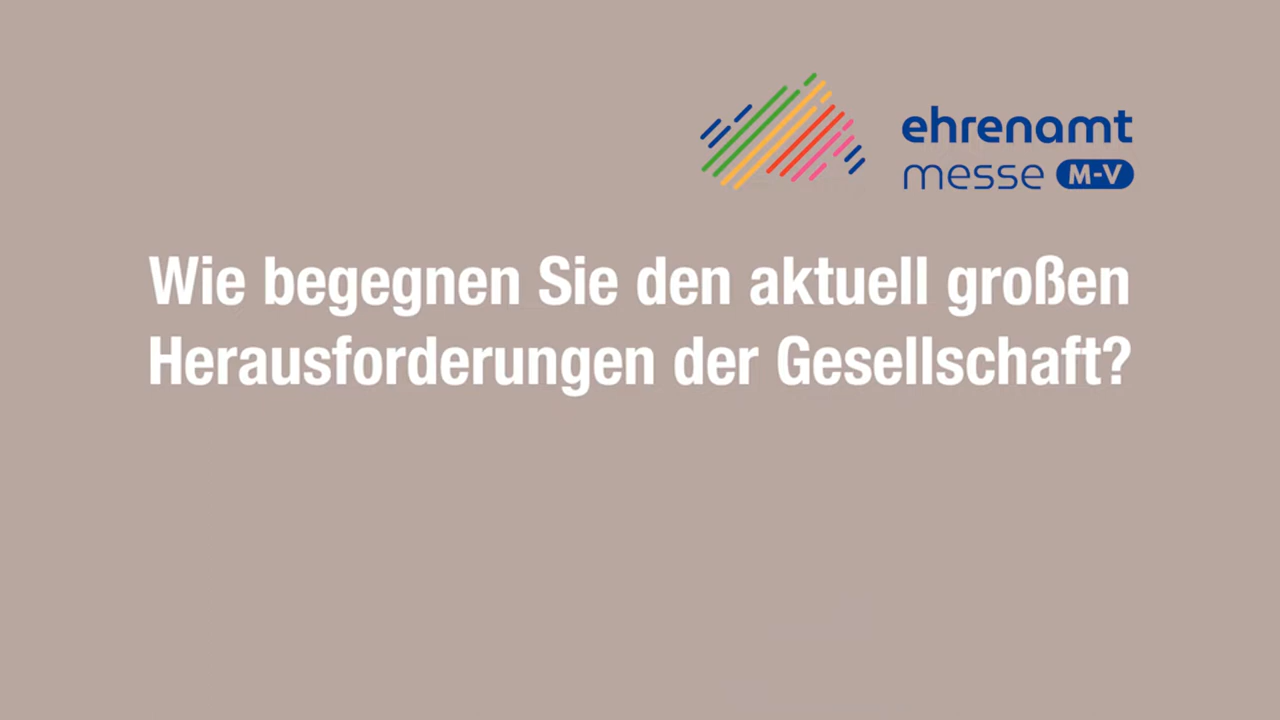 ehrenamt
messe M-V
Wie begegnen Sie den aktuell großen
Herausforderungen der Gesellschaft?